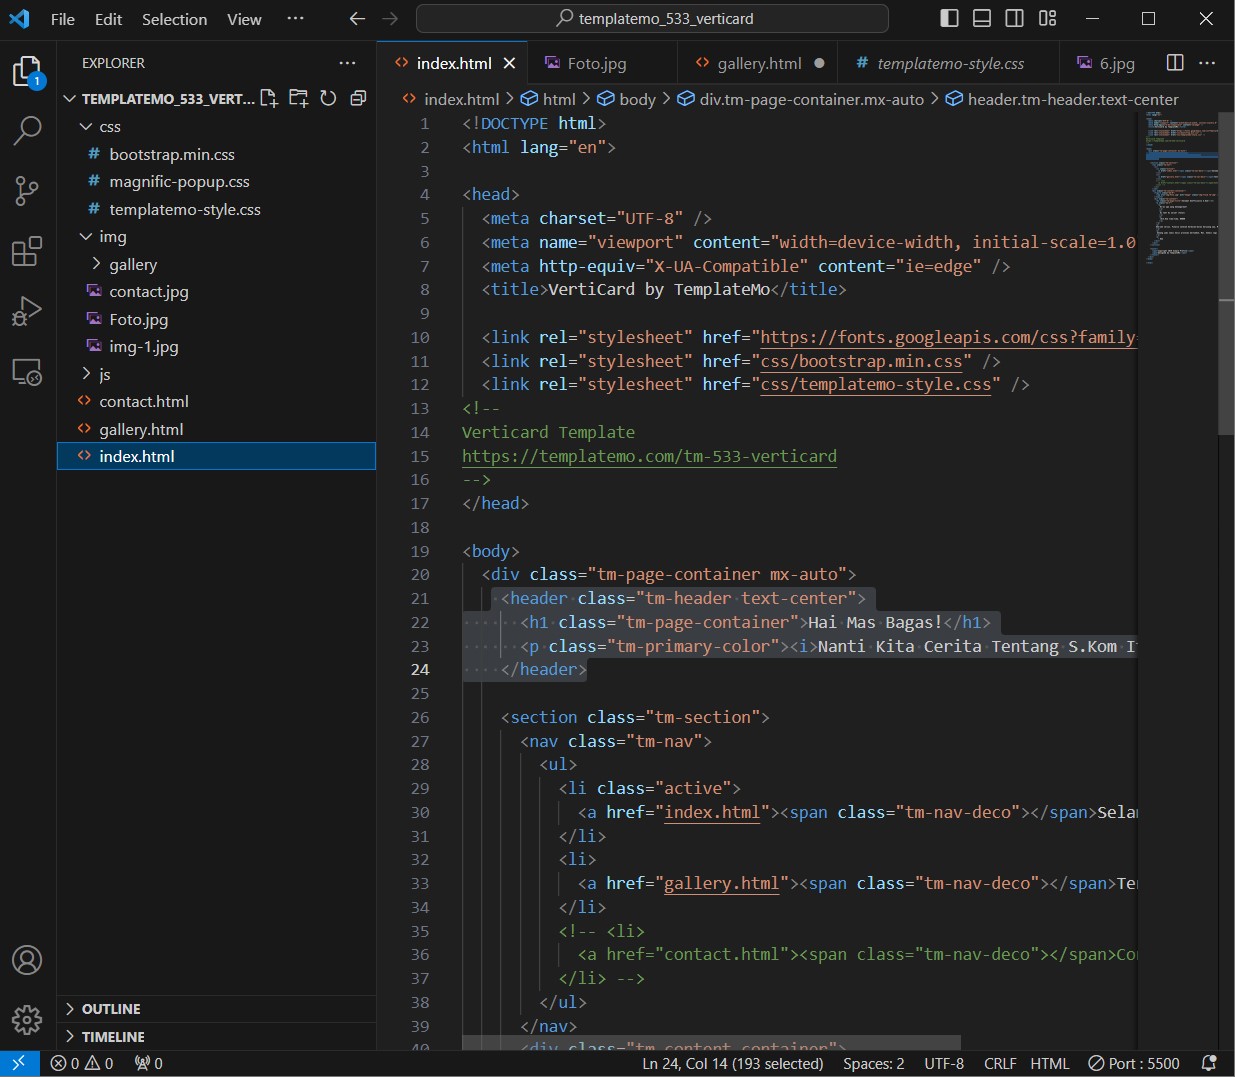 File Edit Selection View ··· templatemo_533_verticard
EXPLORER ···
TEMPLATEMO_533_VERT...
css
# bootstrap.min.css
# magnific-popup.css
# templatemo-style.css
img
gallery
contact.jpg
Foto.jpg
img-1.jpg
js
contact.html
gallery.html
index.html
OUTLINE
TIMELINE
1
index.html Foto.jpg gallery.html # templatemo-style.css 6.jpg ···
index.html > html > body > div.tm-page-container.mx-auto > header.tm-header.text-center
1 <!DOCTYPE html>
2 <html lang="en">
3
4 <head>
5 <meta charset="UTF-8" />
6 <meta name="viewport" content="width=device-width, initial-scale=1.0
7 <meta http-equiv="X-UA-Compatible" content="ie=edge" />
8 <title>VertiCard by TemplateMo</title>
9
10 <link rel="stylesheet" href="https://fonts.googleapis.com/css?family
11 <link rel="stylesheet" href="css/bootstrap.min.css" />
12 <link rel="stylesheet" href="css/templatemo-style.css" />
13 <!--
14 Verticard Template
15 https://templatemo.com/tm-533-verticard
16 -->
17 </head>
18
19 <body>
20 <div class="tm-page-container mx-auto">
21 <header class="tm-header text-center">
22 <h1 class="tm-page-container">Hai Mas Bagas!</h1>
23 <p class="tm-primary-color"><i>Nanti Kita Cerita Tentang S.Kom
24 </header>
25
26 <section class="tm-section">
27 <nav class="tm-nav">
28 <ul>
29 <li class="active">
30 <a href="index.html"><span class="tm-nav-deco"></span>Sela
31 </li>
32 <li>
33 <a href="gallery.html"><span class="tm-nav-deco"></span>Te
34 </li>
35 <!-- <li>
36 <a href="contact.html"><span class="tm-nav-deco"></span>Co
37 </li> -->
38 </ul>
39 </nav>
40 <div class="tm-content-container">
0 0 0 Ln 24, Col 14 (193 selected) Spaces: 2 UTF-8 CRLF HTML Port : 5500